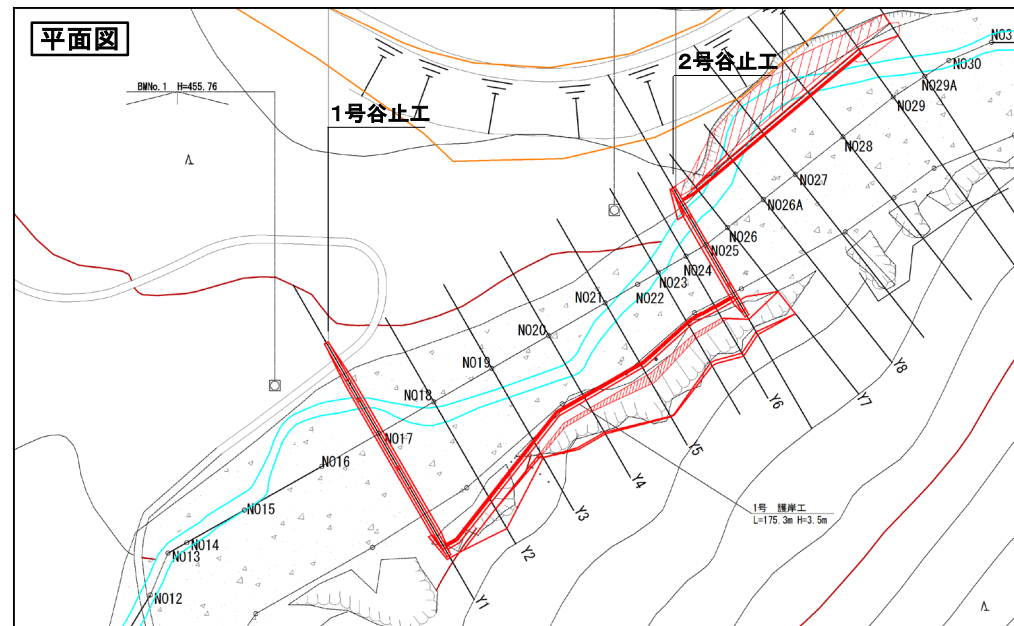 平面図
BMNo.1 H=455.76
1号谷止工
2号谷止工
NO3
NO30
NO29A
NO29
NO28
NO27
NO26A
NO26
NO25
NO24
NO23
NO22
NO21
NO20
NO19
NO18
NO17
NO16
NO15
NO14
NO13
NO12
Y8
Y7
Y6
Y5
Y4
Y3
Y2
Y1
1号 護岸工
L=175.3m H=3.5m